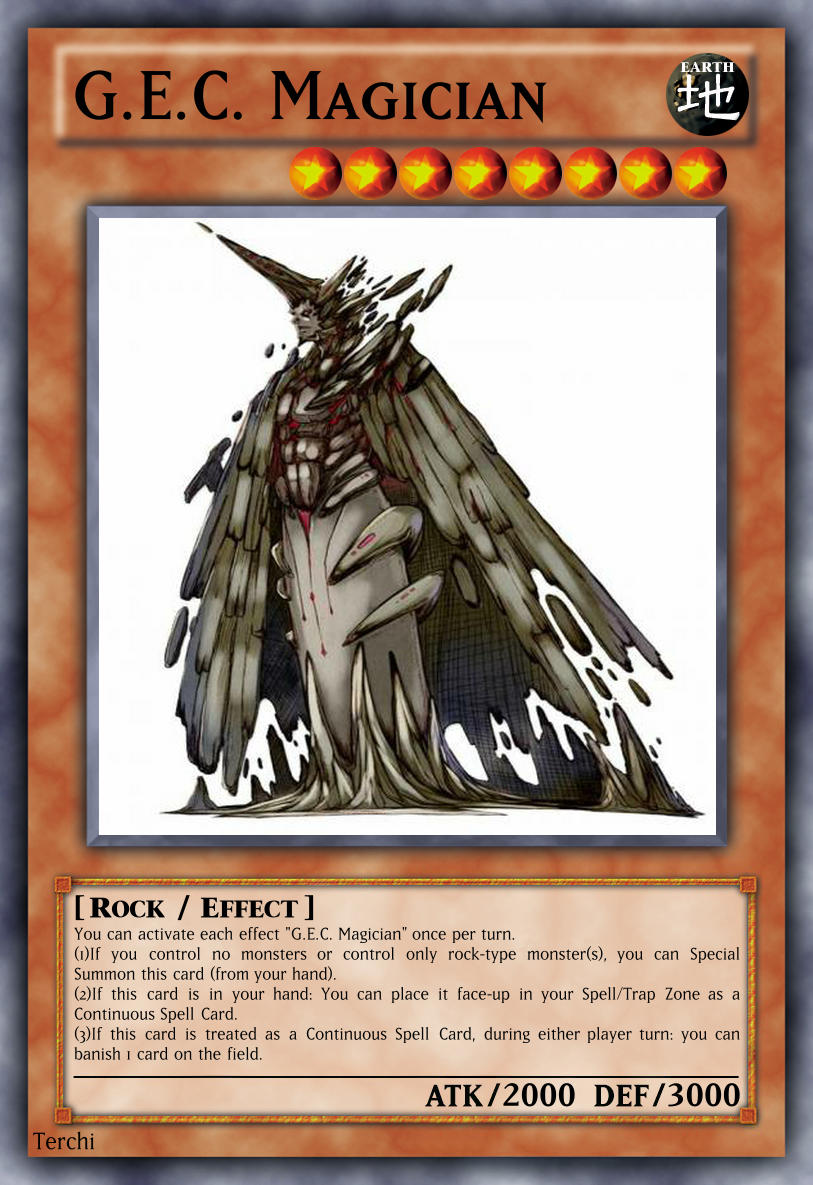 G.E.C. Magician
EARTH
地
[ Rock / Effect ]
You can activate each effect "G.E.C. Magician" once per turn.
(1)If you control no monsters or control only rock-type monster(s), you can Special
Summon this card (from your hand).
(2)If this card is in your hand: You can place it face-up in your Spell/Trap Zone as a
Continuous Spell Card.
(3)If this card is treated as a Continuous Spell Card, during either player turn: you can
banish 1 card on the field.
ATK/2000 DEF/3000
Terchi